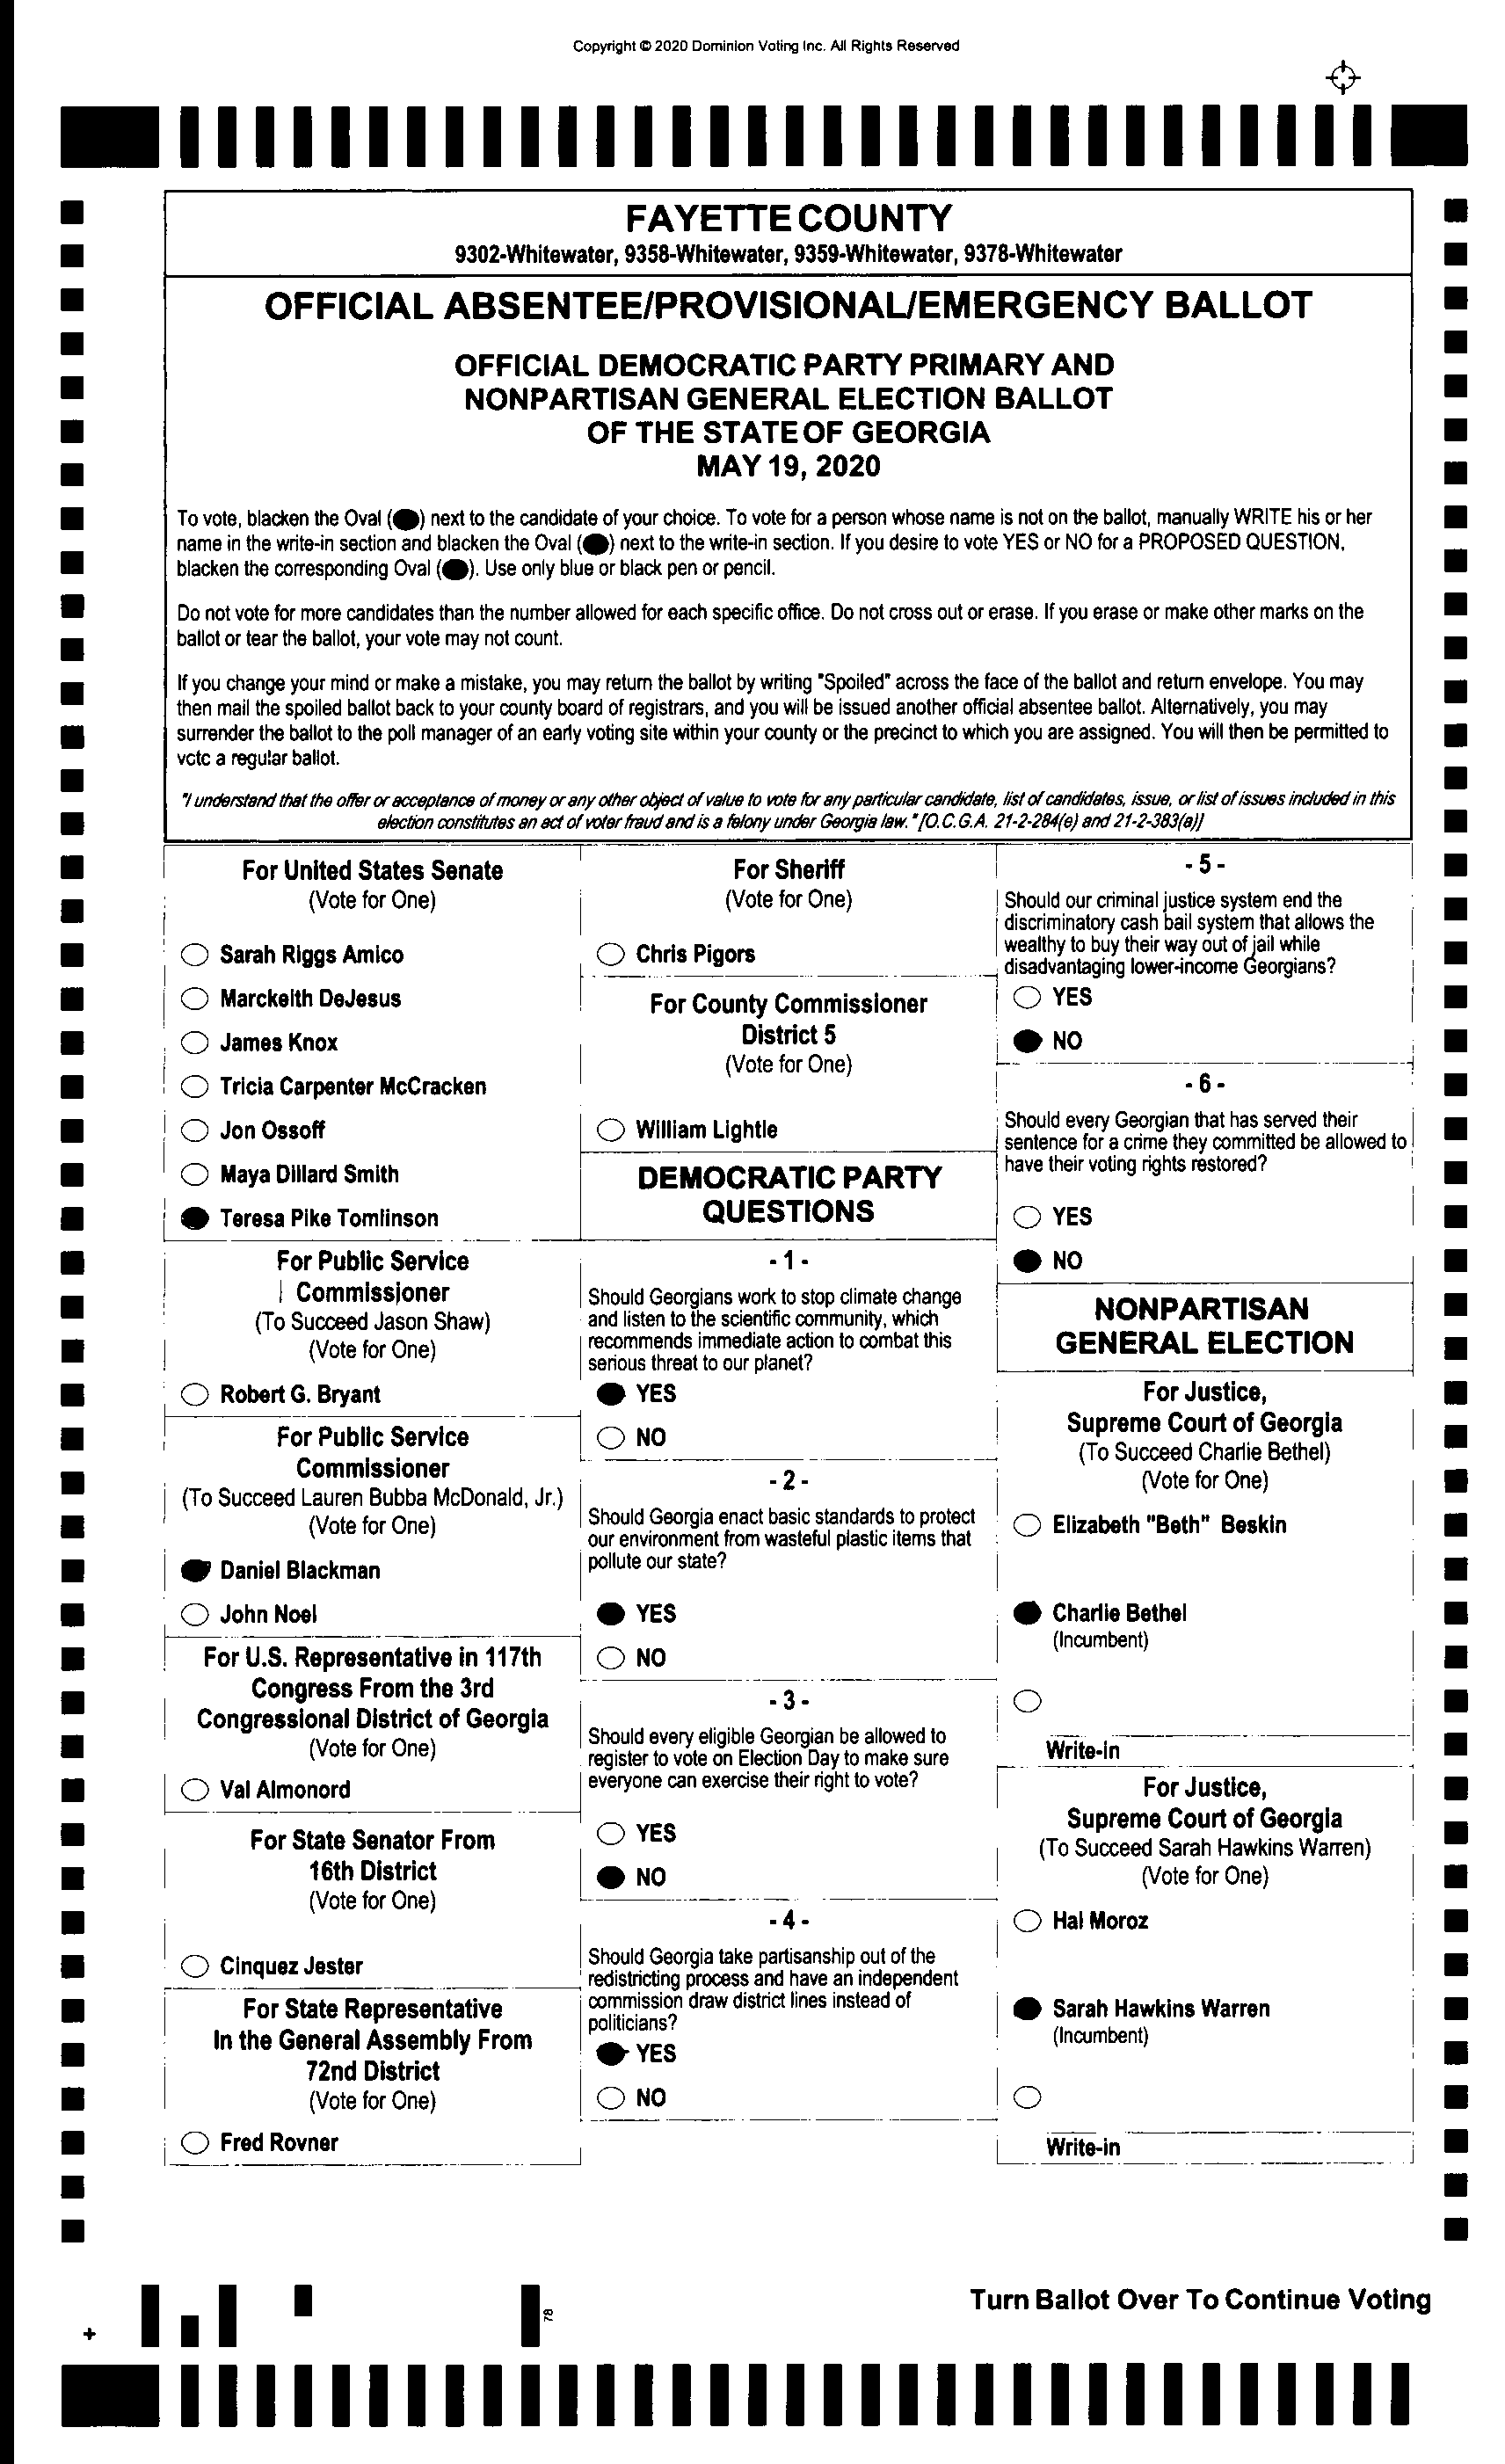 Copyright © 2020 Dominion Voting Inc. All Rights Reserved
FAYETTE COUNTY
9302-Whitewater, 9358-Whitewater, 9359-Whitewater, 9378-Whitewater
OFFICIAL ABSENTEE/PROVISIONAL/EMERGENCY BALLOT
OFFICIAL DEMOCRATIC PARTY PRIMARY AND
NONPARTISAN GENERAL ELECTION BALLOT
OF THE STATE OF GEORGIA
MAY 19, 2020
To vote, blacken the Oval (●) next to the candidate of your choice. To vote for a person whose name is not on the ballot, manually WRITE his or her
name in the write-in section and blacken the Oval (●) next to the write-in section. If you desire to vote YES or NO for a PROPOSED QUESTION,
blacken the corresponding Oval (●). Use only blue or black pen or pencil.
Do not vote for more candidates than the number allowed for each specific office. Do not cross out or erase. If you erase or make other marks on the
ballot or tear the ballot, your vote may not count.
If you change your mind or make a mistake, you may return the ballot by writing "Spoiled" across the face of the ballot and return envelope. You may
then mail the spoiled ballot back to your county board of registrars, and you will be issued another official absentee ballot. Alternatively, you may
surrender the ballot to the poll manager of an early voting site within your county or the precinct to which you are assigned. You will then be permitted to
vote a regular ballot.
"I understand that the offer or acceptance of money or any other object of value to vote for any particular candidate, list of candidates, issue, or list of issues included in this
election constitutes an act of voter fraud and is a felony under Georgia law." [O.C.G.A. 21-2-284(e) and 21-2-383(a)]
For United States Senate
(Vote for One)
Sarah Riggs Amico
Marckeith DeJesus
James Knox
Tricia Carpenter McCracken
Jon Ossoff
Maya Dillard Smith
Teresa Pike Tomlinson
For Public Service
Commissioner
(To Succeed Jason Shaw)
(Vote for One)
Robert G. Bryant
For Public Service
Commissioner
(To Succeed Lauren Bubba McDonald, Jr.)
(Vote for One)
Daniel Blackman
John Noel
For U.S. Representative in 117th
Congress From the 3rd
Congressional District of Georgia
(Vote for One)
Val Almonord
For State Senator From
16th District
(Vote for One)
Cinquez Jester
For State Representative
In the General Assembly From
72nd District
(Vote for One)
Fred Rovner
For Sheriff
(Vote for One)
Chris Pigors
For County Commissioner
District 5
(Vote for One)
William Lightle
DEMOCRATIC PARTY
QUESTIONS
- 1 -
Should Georgians work to stop climate change
and listen to the scientific community, which
recommends immediate action to combat this
serious threat to our planet?
YES
NO
- 2 -
Should Georgia enact basic standards to protect
our environment from wasteful plastic items that
pollute our state?
YES
NO
- 3 -
Should every eligible Georgian be allowed to
register to vote on Election Day to make sure
everyone can exercise their right to vote?
YES
NO
- 4 -
Should Georgia take partisanship out of the
redistricting process and have an independent
commission draw district lines instead of
politicians?
YES
NO
- 5 -
Should our criminal justice system end the
discriminatory cash bail system that allows the
wealthy to buy their way out of jail while
disadvantaging lower-income Georgians?
YES
NO
- 6 -
Should every Georgian that has served their
sentence for a crime they committed be allowed to
have their voting rights restored?
YES
NO
NONPARTISAN
GENERAL ELECTION
For Justice,
Supreme Court of Georgia
(To Succeed Charlie Bethel)
(Vote for One)
Elizabeth "Beth" Beskin
Charlie Bethel
(Incumbent)
Write-in
For Justice,
Supreme Court of Georgia
(To Succeed Sarah Hawkins Warren)
(Vote for One)
Hal Moroz
Sarah Hawkins Warren
(Incumbent)
Write-in
78
Turn Ballot Over To Continue Voting